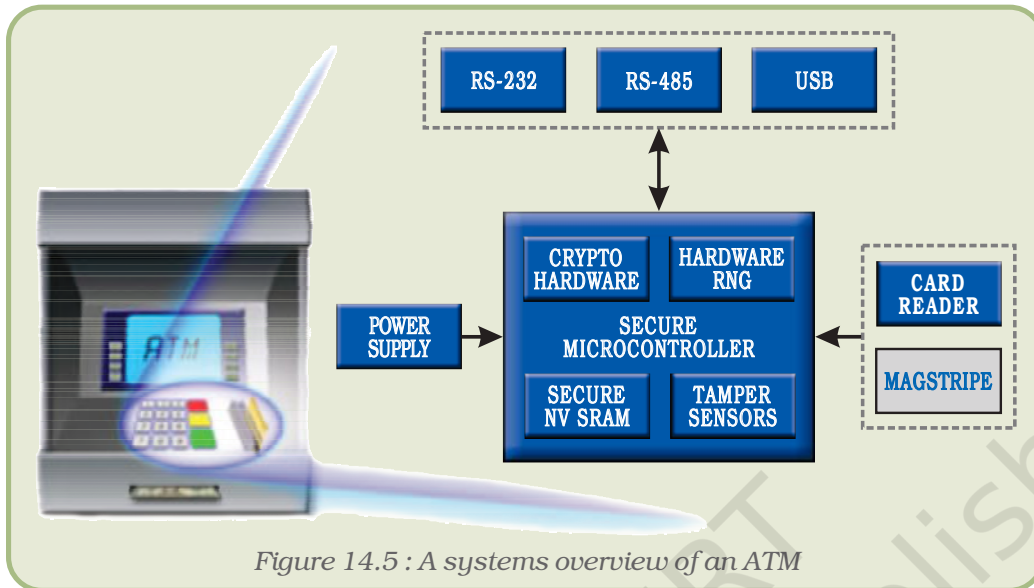 RS-232
RS-485
USB
CRYPTO
HARDWARE
HARDWARE
RNG
SECURE
MICROCONTROLLER
SECURE
NV SRAM
TAMPER
SENSORS
POWER
SUPPLY
CARD
READER
MAGSTRIPE
ATM
Figure 14.5 : A systems overview of an ATM